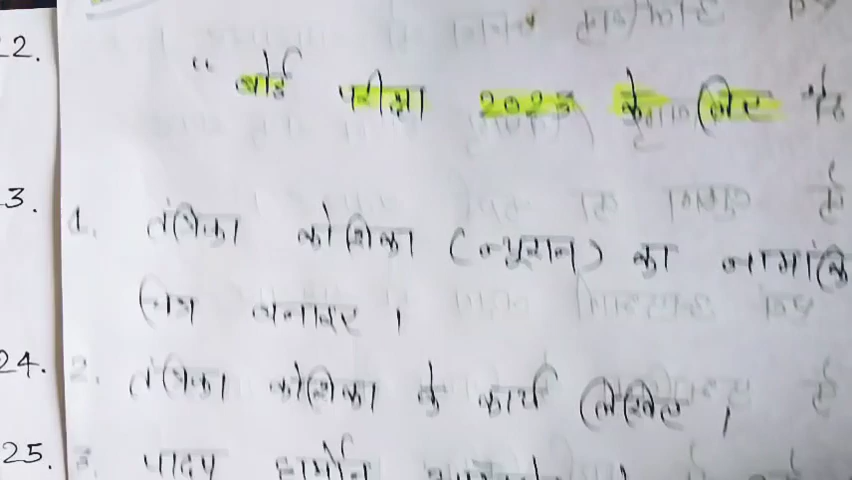 22.
" बोर्ड परीक्षा 2025 के लिए
23.
1. तंत्रिका कोशिका (न्यूरान) का नामांकि
चित्र बनाइए ।
24.
2. तंत्रिका कोशिका के कार्य लिखिए ।
25.
3. पादप हार्मोन